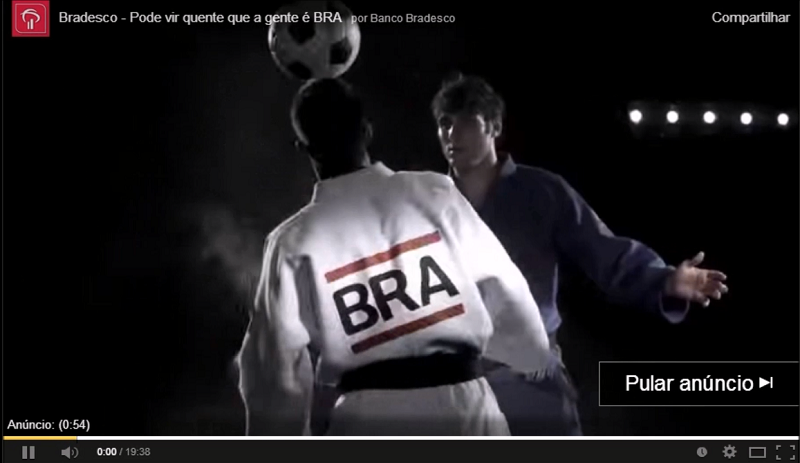 Bradesco - Pode vir quente que a gente é BRA por Banco Bradesco
Compartilhar
BRA
Pular anúncio
Anúncio: (0:54)
0:00 / 19:38